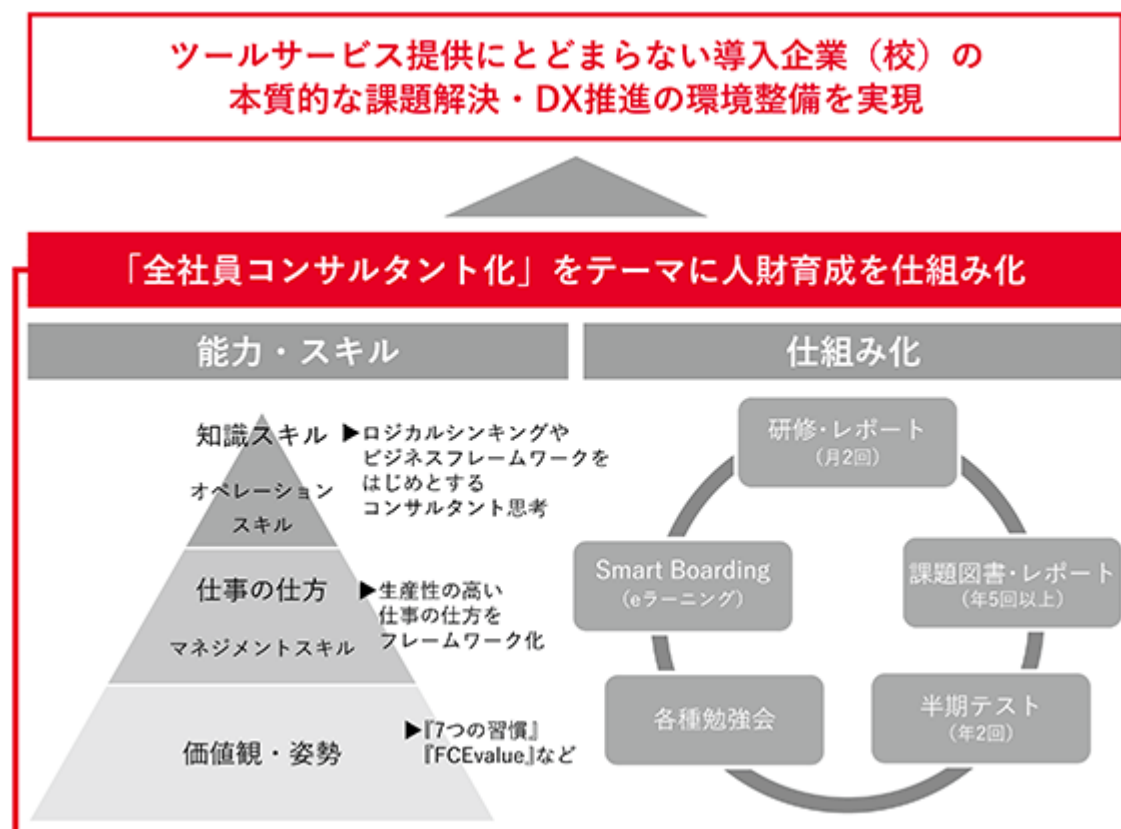 ツールサービス提供にとどまらない導入企業（校）の
本質的な課題解決・DX推進の環境整備を実現
「全社員コンサルタント化」をテーマに人財育成を仕組み化
能力・スキル
知識スキル
オペレーション
スキル
▶ロジカルシンキングや
ビジネスフレームワークを
はじめとする
コンサルタント思考
仕事の仕方
マネジメントスキル
▶生産性の高い
仕事の仕方を
フレームワーク化
価値観・姿勢
▶『7つの習慣』
『FCEvalue』など
仕組み化
研修・レポート
（月2回）
課題図書・レポート
（年5回以上）
半期テスト
（年2回）
各種勉強会
Smart Boarding
（eラーニング）